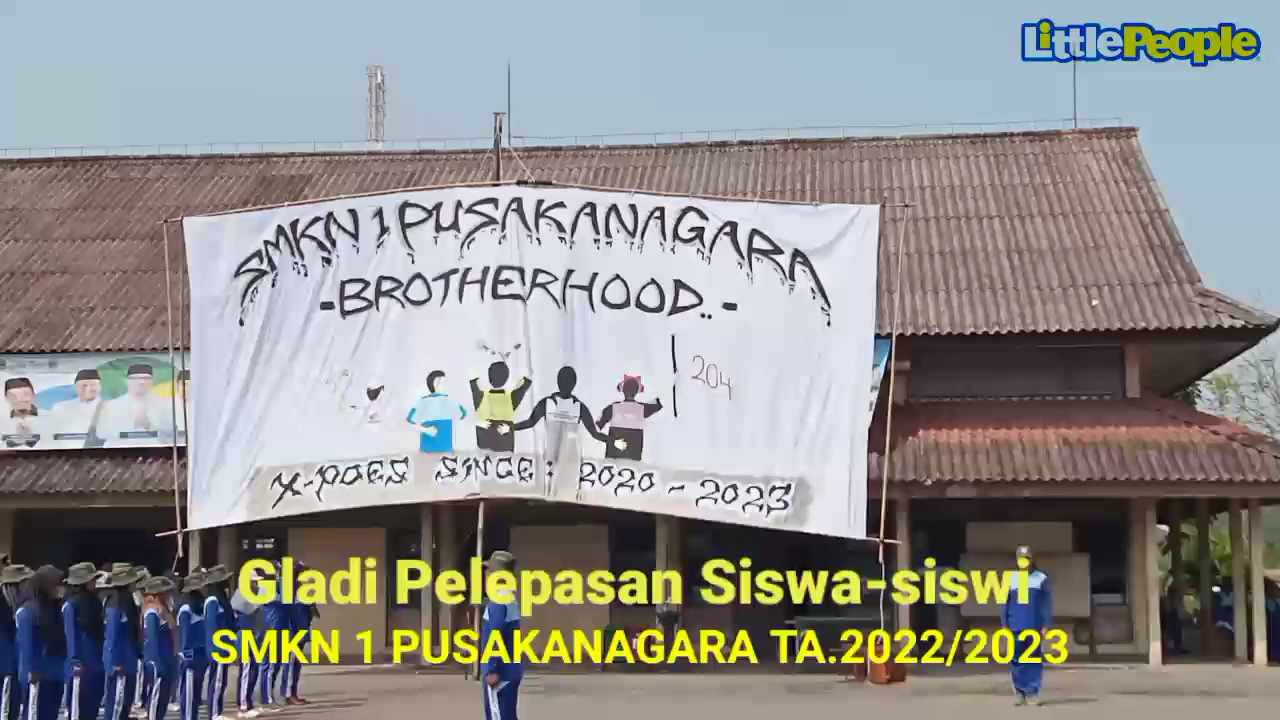 LittlePeople
SMKN 1 PUSAKANAGARA
-BROTHERHOOD..-
204
X-POES SINCE : 2020 - 2023
Gladi Pelepasan Siswa-siswi
SMKN 1 PUSAKANAGARA TA.2022/2023